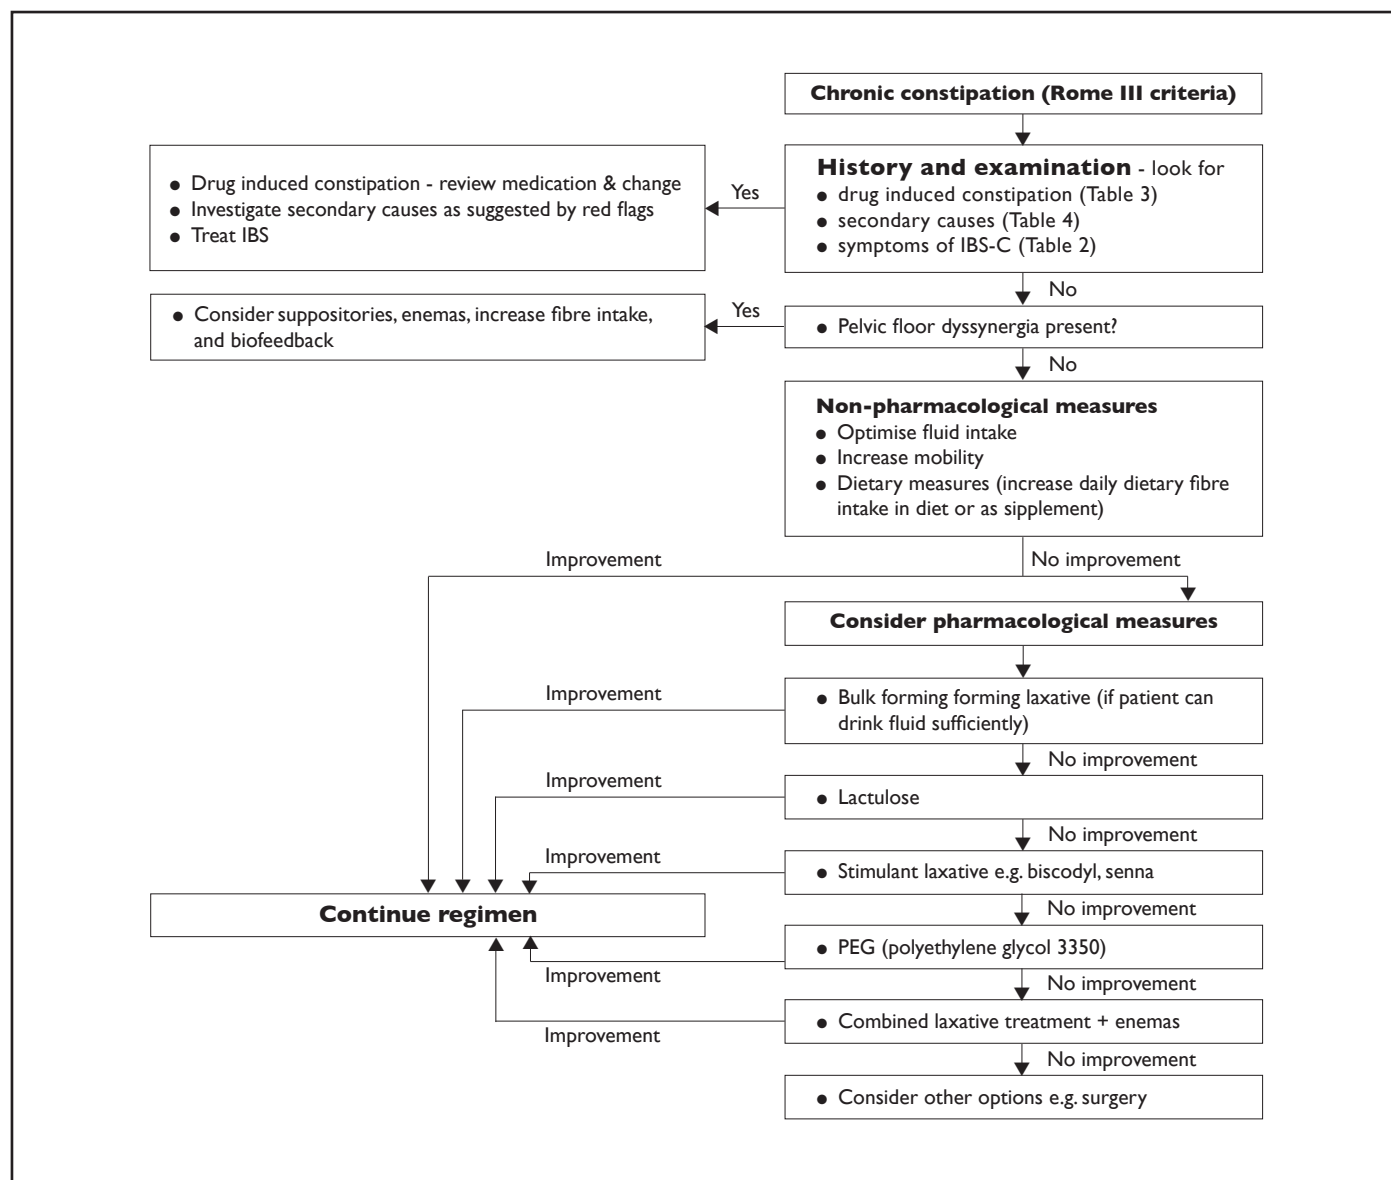 Chronic constipation (Rome III criteria)
History and examination - look for
● drug induced constipation (Table 3)
● secondary causes (Table 4)
● symptoms of IBS-C (Table 2)
Yes
● Drug induced constipation - review medication & change
● Investigate secondary causes as suggested by red flags
● Treat IBS
No
● Pelvic floor dyssynergia present?
Yes
● Consider suppositories, enemas, increase fibre intake,
and biofeedback
No
Non-pharmacological measures
● Optimise fluid intake
● Increase mobility
● Dietary measures (increase daily dietary fibre
intake in diet or as sipplement)
Improvement
No improvement
Consider pharmacological measures
● Bulk forming forming laxative (if patient can
drink fluid sufficiently)
Improvement
No improvement
● Lactulose
Improvement
No improvement
● Stimulant laxative e.g. biscodyl, senna
Improvement
No improvement
Continue regimen
● PEG (polyethylene glycol 3350)
Improvement
No improvement
● Combined laxative treatment + enemas
Improvement
No improvement
● Consider other options e.g. surgery